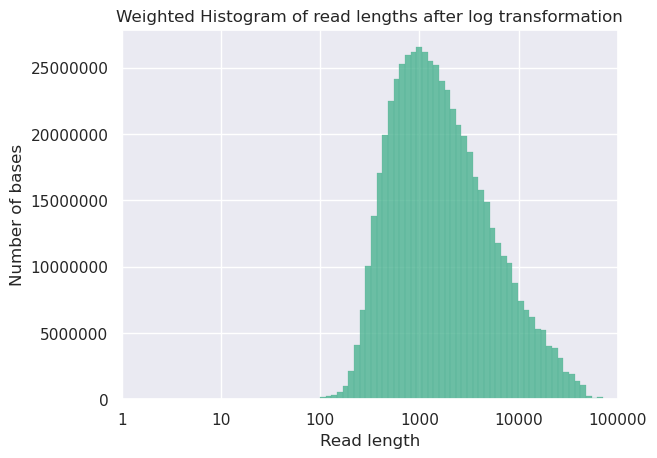 Weighted Histogram of read lengths after log transformation
Number of bases
25000000
20000000
15000000
10000000
5000000
0
1 10 100 1000 10000 100000
Read length